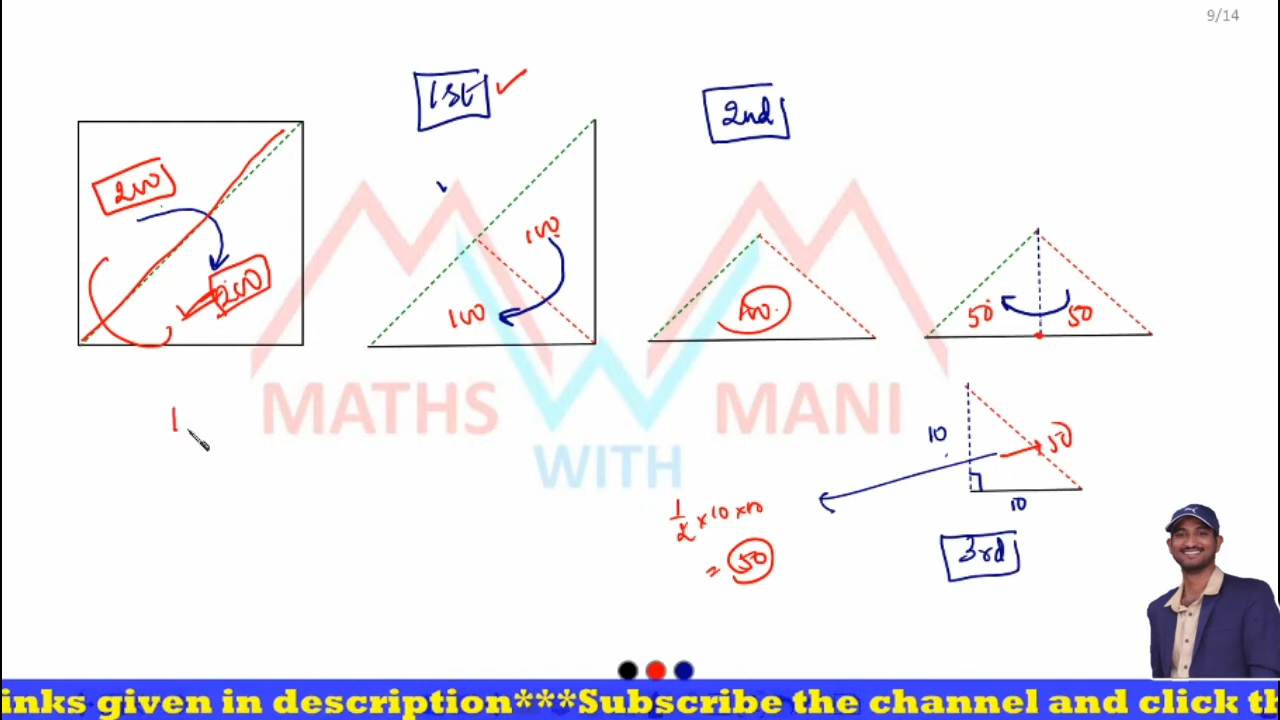 9/14
1st
2nd
200
200
100
100
100
50
50
MATHS
WITH
MANI
1
10
50
10
1/2 × 10 × 10
= 50
3rd
inks given in description***Subscribe the channel and click th